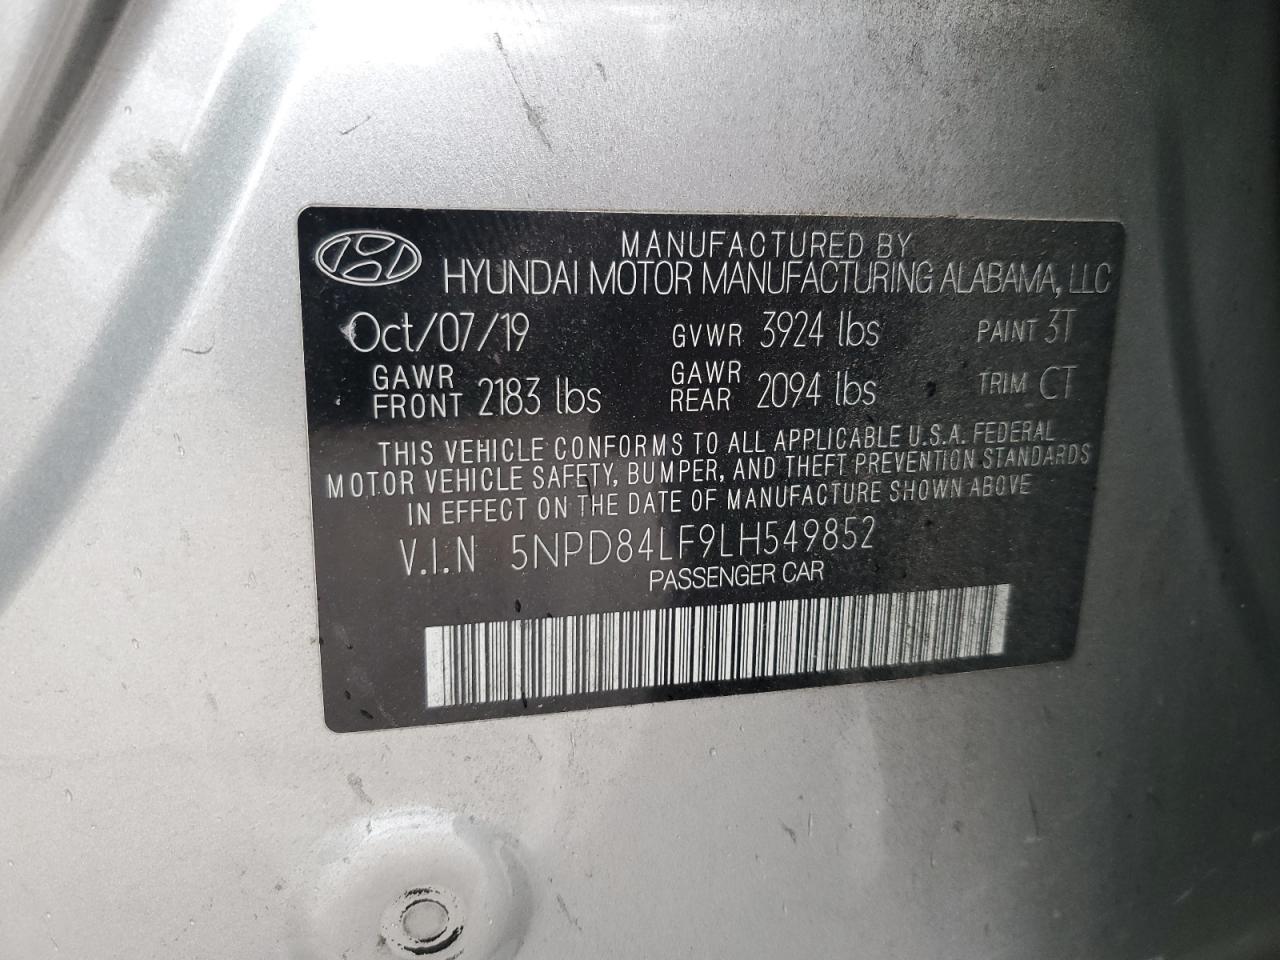 MANUFACTURED BY
HYUNDAI MOTOR MANUFACTURING ALABAMA, LLC
Oct/07/19 GVWR 3924 lbs PAINT 3T
GAWR FRONT 2183 lbs GAWR REAR 2094 lbs TRIM CT
THIS VEHICLE CONFORMS TO ALL APPLICABLE U.S.A. FEDERAL
MOTOR VEHICLE SAFETY, BUMPER, AND THEFT PREVENTION STANDARDS
IN EFFECT ON THE DATE OF MANUFACTURE SHOWN ABOVE
V.I.N 5NPD84LF9LH549852
PASSENGER CAR